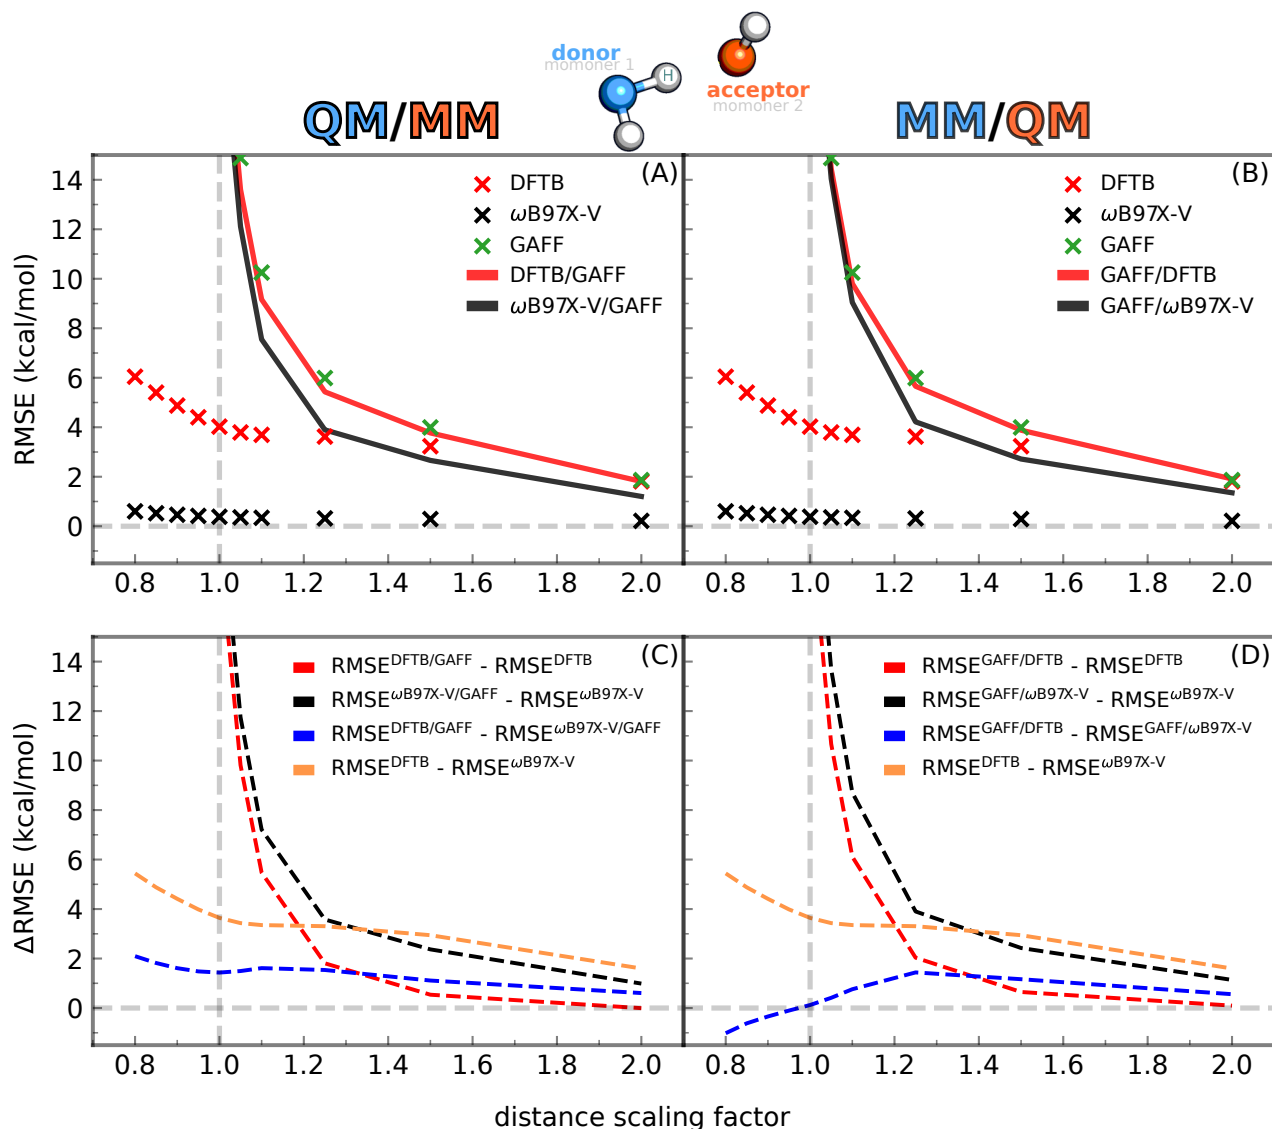 donor
momoner 1
H
acceptor
momoner 2
QM/MM
MM/QM
(A)
DFTB
ωB97X-V
GAFF
DFTB/GAFF
ωB97X-V/GAFF
RMSE (kcal/mol)
14
12
10
8
6
4
2
0
0.8 1.0 1.2 1.4 1.6 1.8 2.0
(B)
DFTB
ωB97X-V
GAFF
GAFF/DFTB
GAFF/ωB97X-V
0.8 1.0 1.2 1.4 1.6 1.8 2.0
(C)
RMSE^DFTB/GAFF - RMSE^DFTB
RMSE^ωB97X-V/GAFF - RMSE^ωB97X-V
RMSE^DFTB/GAFF - RMSE^ωB97X-V/GAFF
RMSE^DFTB - RMSE^ωB97X-V
ΔRMSE (kcal/mol)
14
12
10
8
6
4
2
0
0.8 1.0 1.2 1.4 1.6 1.8 2.0
(D)
RMSE^GAFF/DFTB - RMSE^DFTB
RMSE^GAFF/ωB97X-V - RMSE^ωB97X-V
RMSE^GAFF/DFTB - RMSE^GAFF/ωB97X-V
RMSE^DFTB - RMSE^ωB97X-V
0.8 1.0 1.2 1.4 1.6 1.8 2.0
distance scaling factor